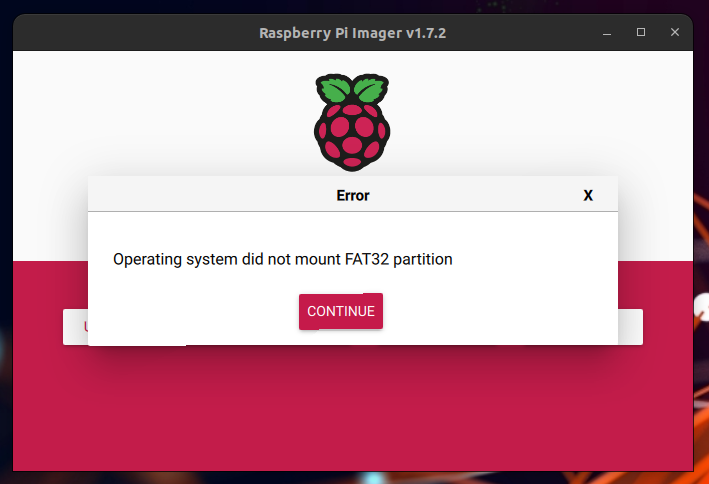 Raspberry Pi Imager v1.7.2
Error
X
Operating system did not mount FAT32 partition
CONTINUE